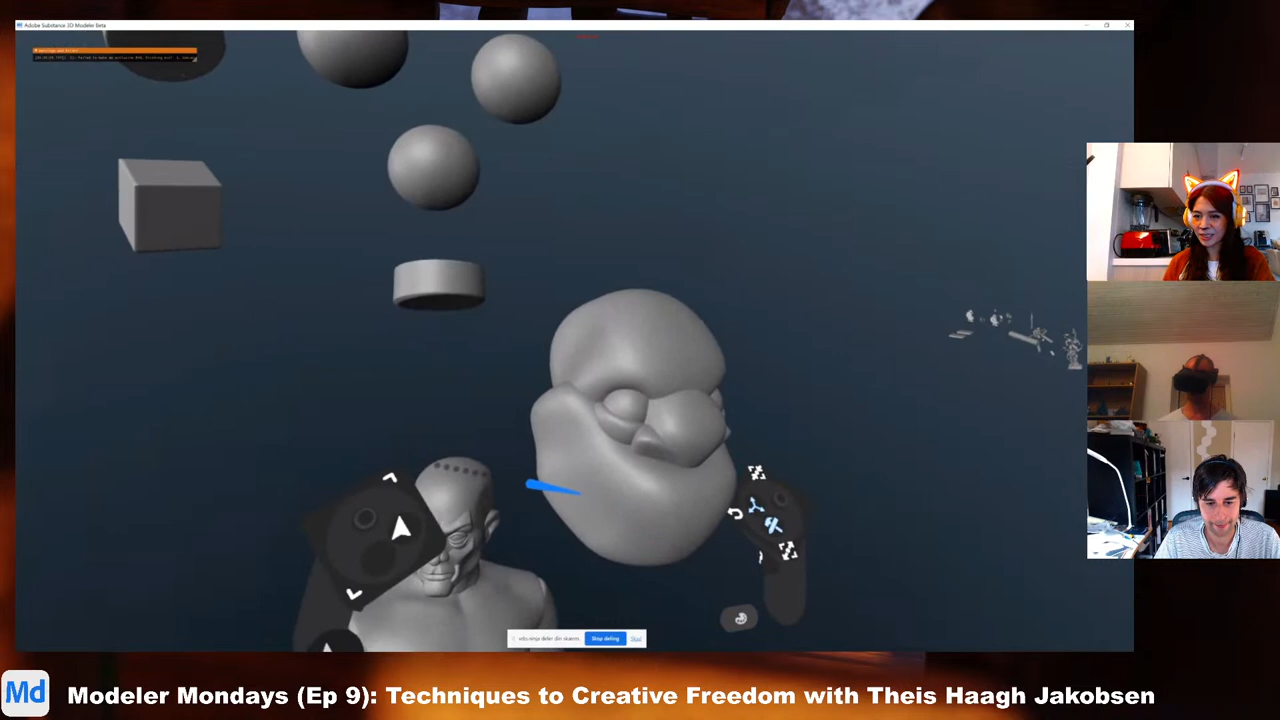 Adobe Substance 3D Modeler Beta
Stop deling
Skjul
Md
Modeler Mondays (Ep 9): Techniques to Creative Freedom with Theis Haagh Jakobsen